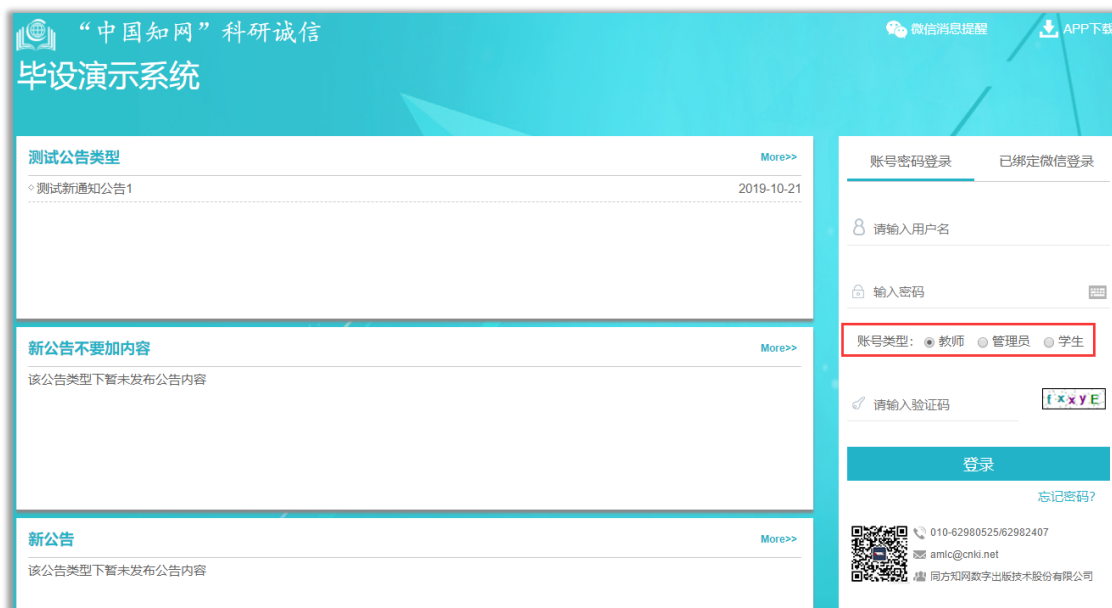 “中国知网”科研诚信
微信消息提醒
APP下载
毕设演示系统
测试公告类型
More>>
测试新通知公告1
2019-10-21
新公告不要加内容
More>>
该公告类型下暂未发布公告内容
新公告
More>>
该公告类型下暂未发布公告内容
账号密码登录
已绑定微信登录
请输入用户名
输入密码
账号类型: 教师 管理员 学生
请输入验证码
fxxyE
登录
忘记密码?
010-62980525/62982407
amlc@cnki.net
同方知网数字出版技术股份有限公司